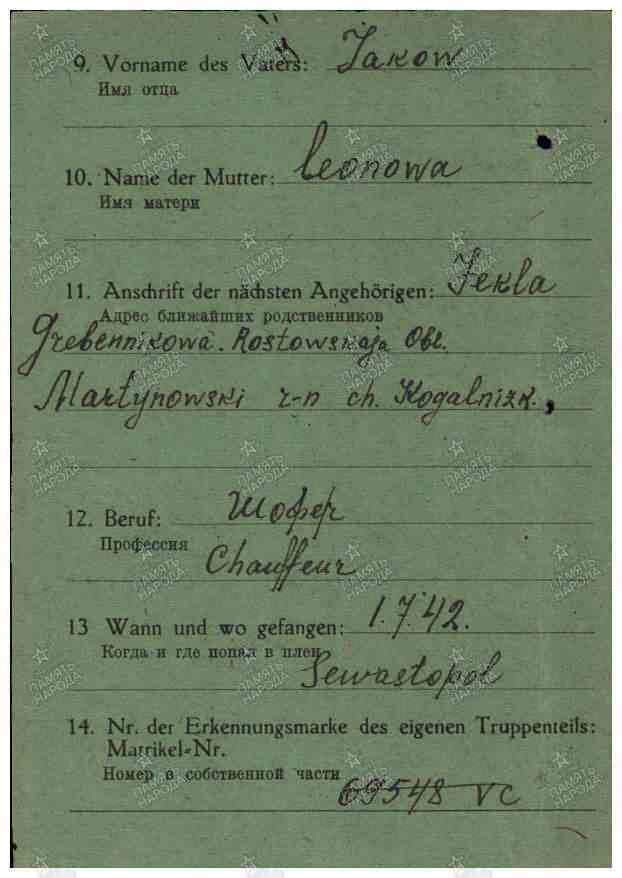 9. Vorname des Vaters: Jakow
Имя отца
10. Name der Mutter: Leonowa
Имя матери
11. Anschrift der nächsten Angehörigen: Fekla
Адрес ближайших родственников
Grebennikowa. Rostowskaja Obl.
Martynowski r-n ch. Kogalnizk.,
12. Beruf: Шофер
Профессия
Chauffeur
13 Wann und wo gefangen: 1.7.42.
Когда и где попал в плен
Sewastopol
14. Nr. der Erkennungsmarke des eigenen Truppenteils:
Matrikel-Nr.
Номер в собственной части
69548 VC
ПАМЯТЬ НАРОДА